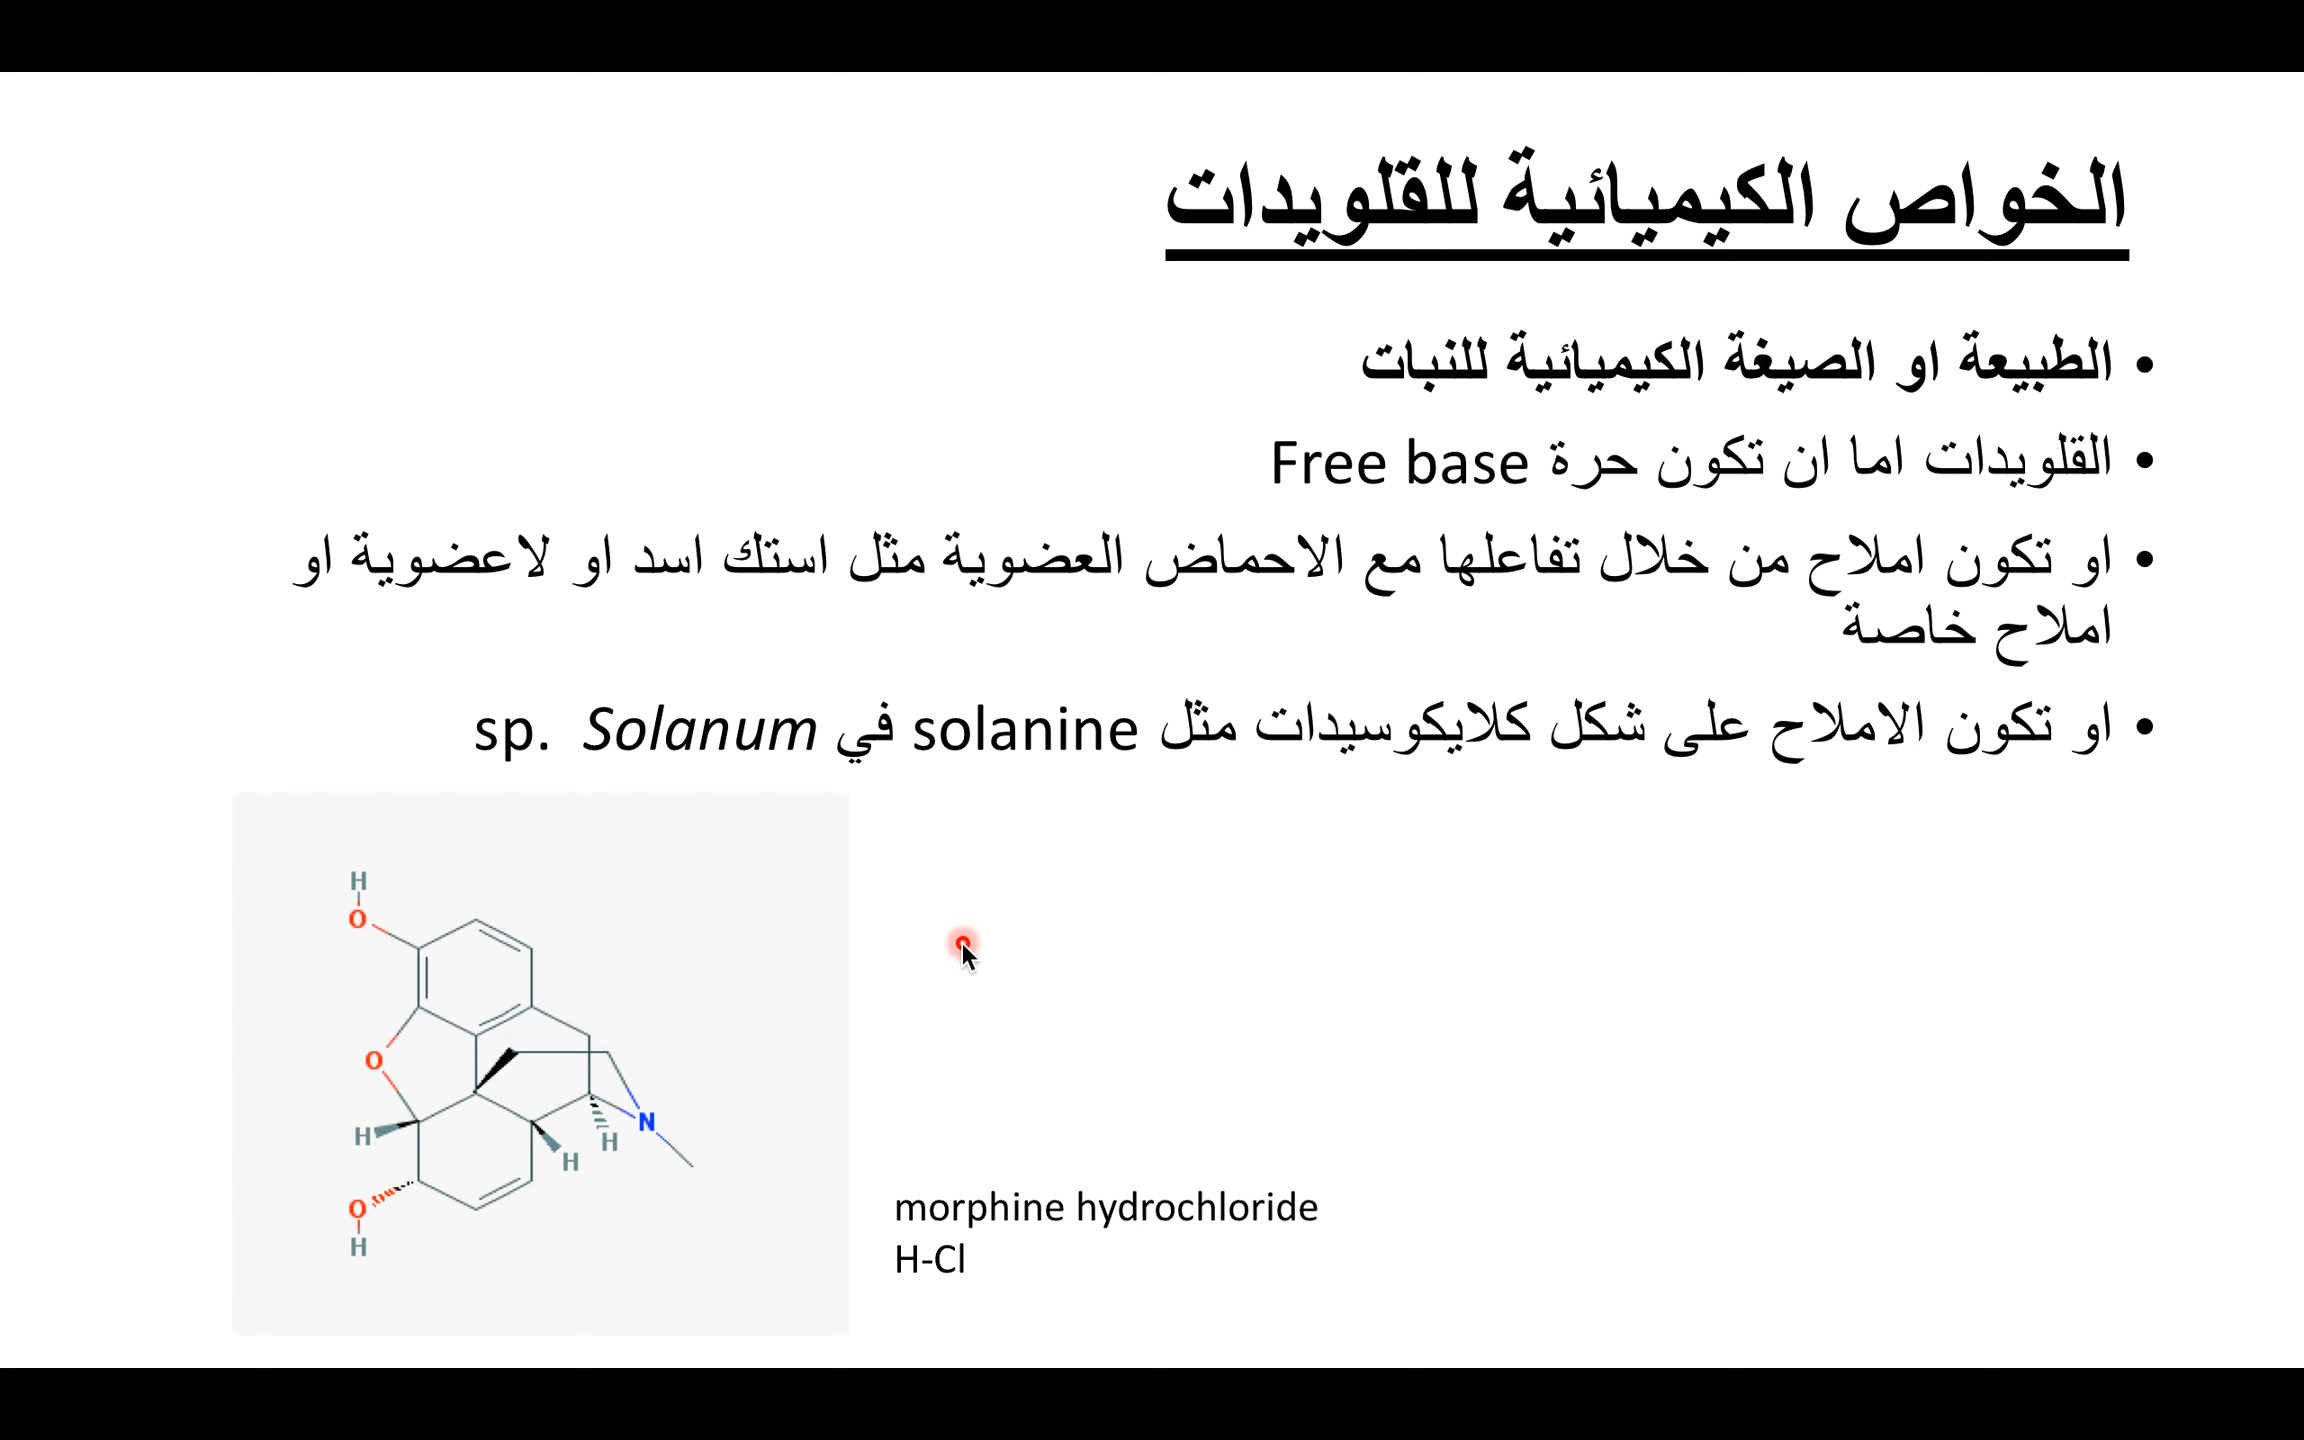 الخواص الكيميائية للقلويدات
• الطبيعة او الصيغة الكيميائية للنبات
• القلويدات اما ان تكون حرة Free base
• او تكون املاح من خلال تفاعلها مع الاحماض العضوية مثل استك اسد او لاعضوية او
املاح خاصة
• او تكون الاملاح على شكل كلايكوسيدات مثل solanine في Solanum sp.
H
O
O
H
N
H
H
O
H
morphine hydrochloride
H-Cl